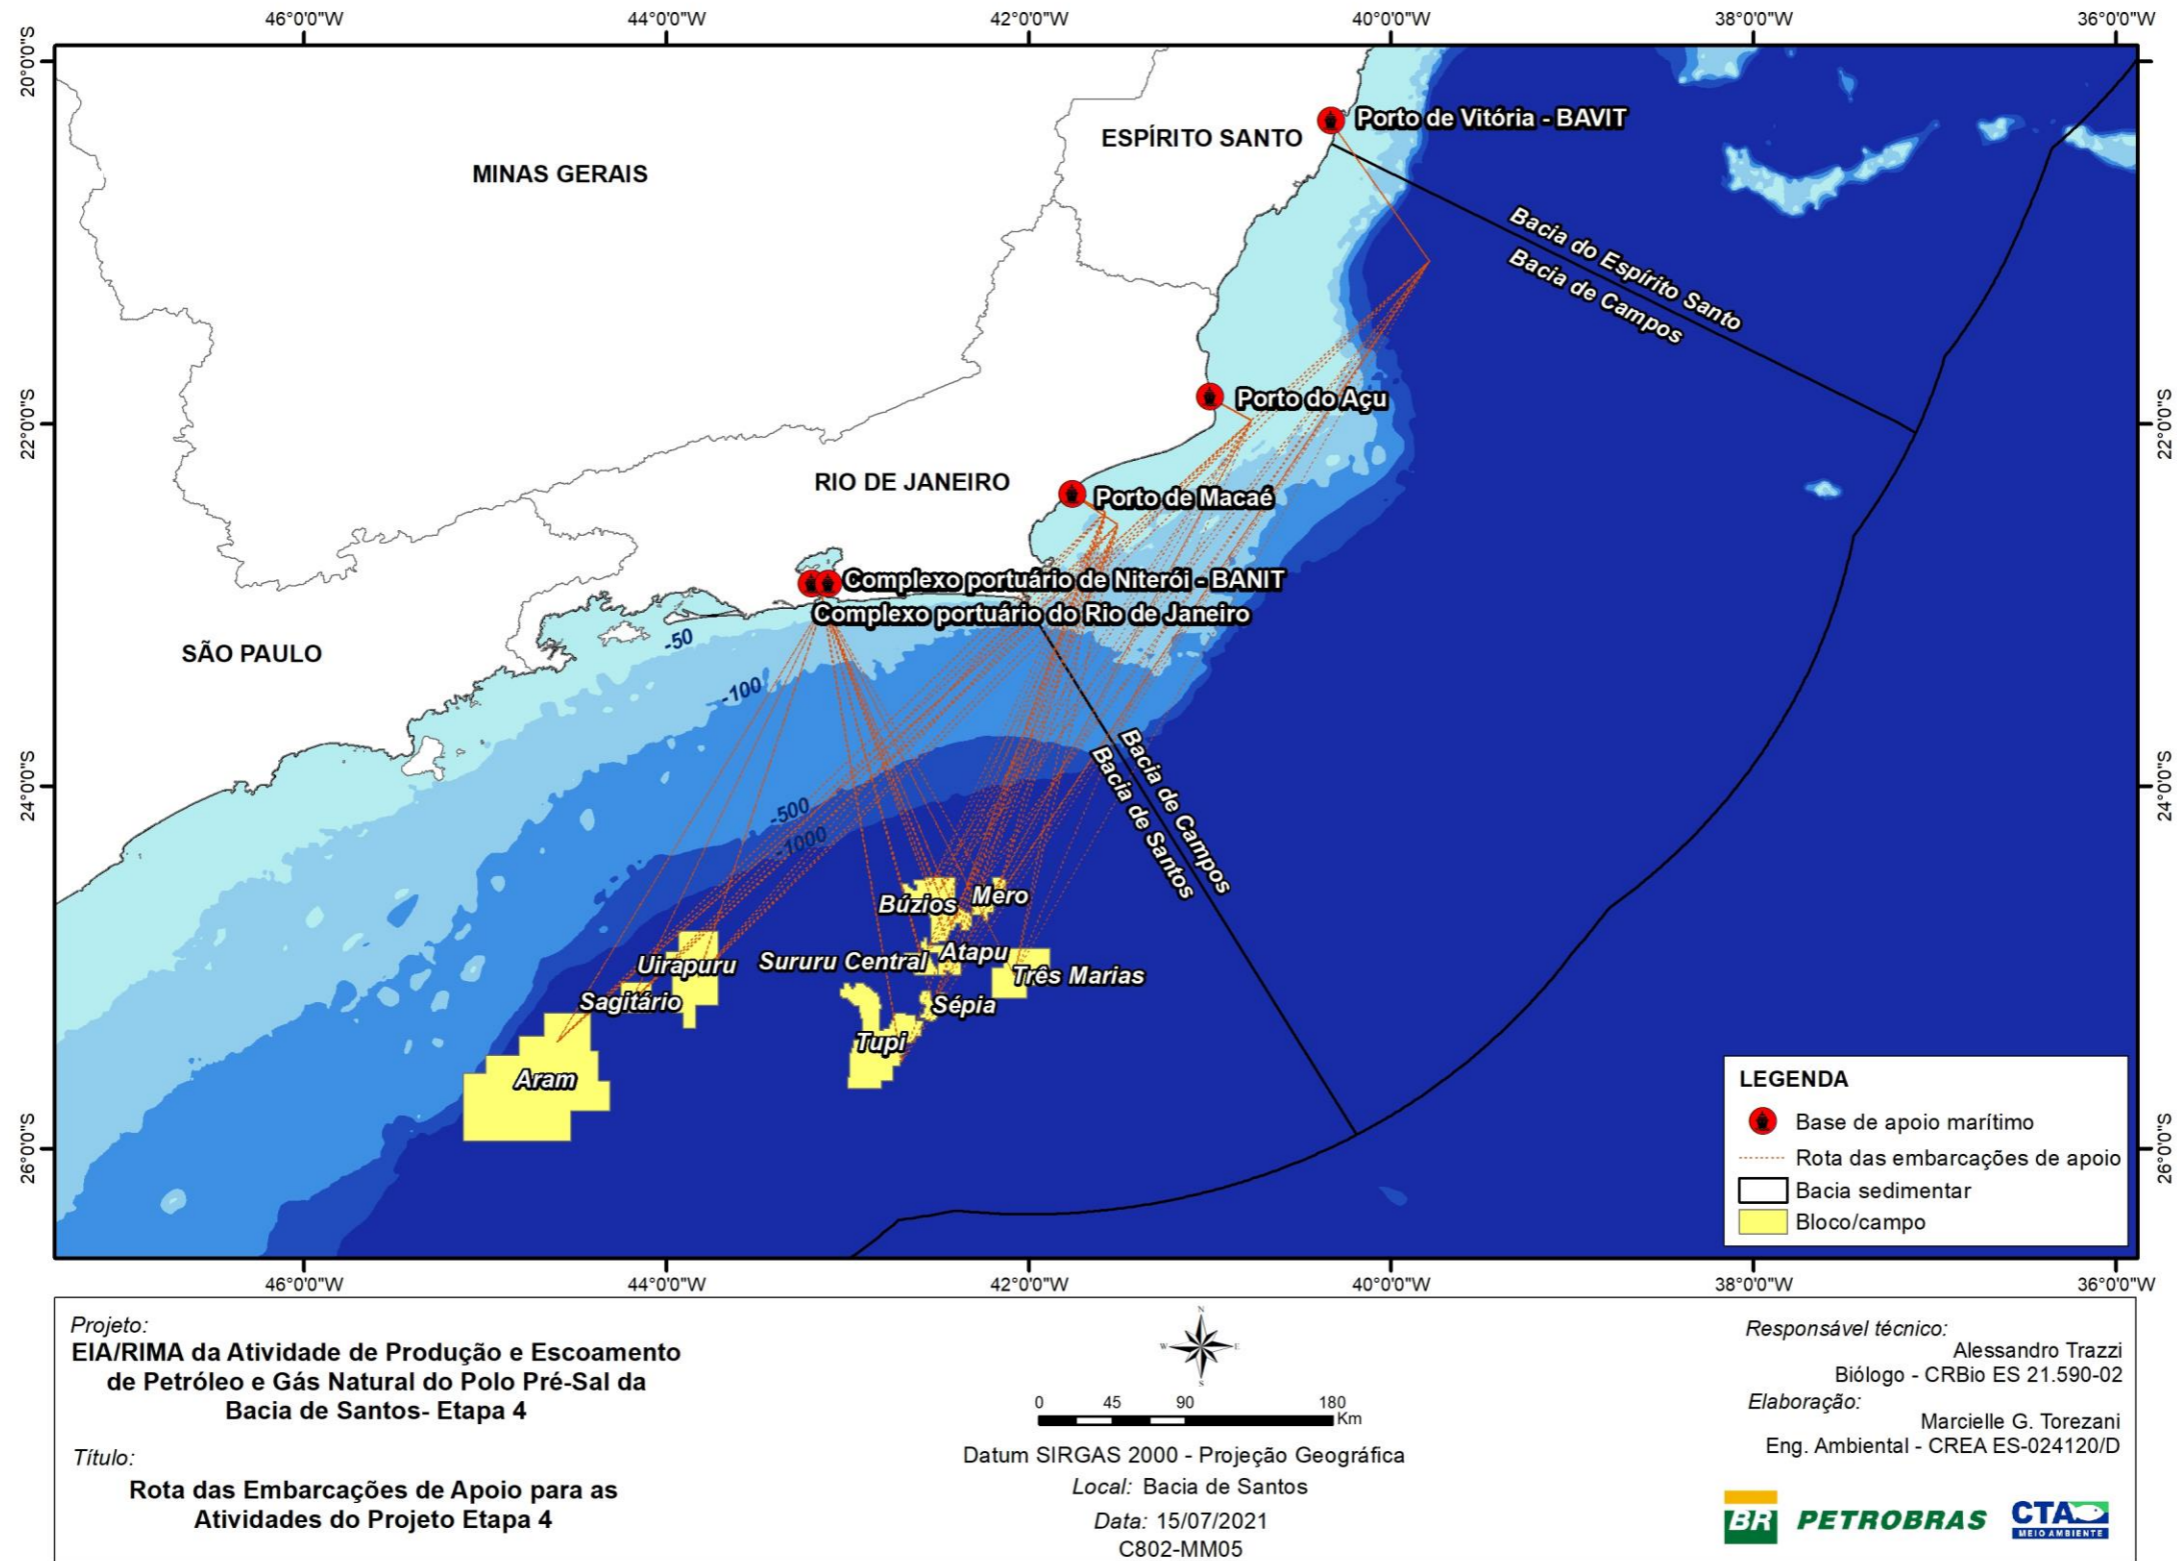 46°0'0"W 44°0'0"W 42°0'0"W 40°0'0"W 38°0'0"W 36°0'0"W
20°0'0"S
22°0'0"S 22°0'0"S
24°0'0"S 24°0'0"S
26°0'0"S 26°0'0"S
MINAS GERAIS
ESPÍRITO SANTO
Porto de Vitória - BAVIT
Bacia do Espírito Santo
Bacia de Campos
Porto do Açu
RIO DE JANEIRO
Porto de Macaé
Complexo portuário de Niterói - BANIT
Complexo portuário do Rio de Janeiro
SÃO PAULO
-50
-100
-500
-1000
Bacia de Campos
Bacia de Santos
Búzios
Mero
Uirapuru
Sururu Central
Atapu
Três Marias
Sagitário
Sépia
Tupi
Aram
LEGENDA
Base de apoio marítimo
Rota das embarcações de apoio
Bacia sedimentar
Bloco/campo
46°0'0"W 44°0'0"W 42°0'0"W 40°0'0"W 38°0'0"W 36°0'0"W
Projeto:
EIA/RIMA da Atividade de Produção e Escoamento
de Petróleo e Gás Natural do Polo Pré-Sal da
Bacia de Santos- Etapa 4
Título:
Rota das Embarcações de Apoio para as
Atividades do Projeto Etapa 4
N
W E
S
0 45 90 180
Km
Datum SIRGAS 2000 - Projeção Geográfica
Local: Bacia de Santos
Data: 15/07/2021
C802-MM05
Responsável técnico:
Alessandro Trazzi
Biólogo - CRBio ES 21.590-02
Elaboração:
Marcielle G. Torezani
Eng. Ambiental - CREA ES-024120/D
BR PETROBRAS
CTA
MEIO AMBIENTE